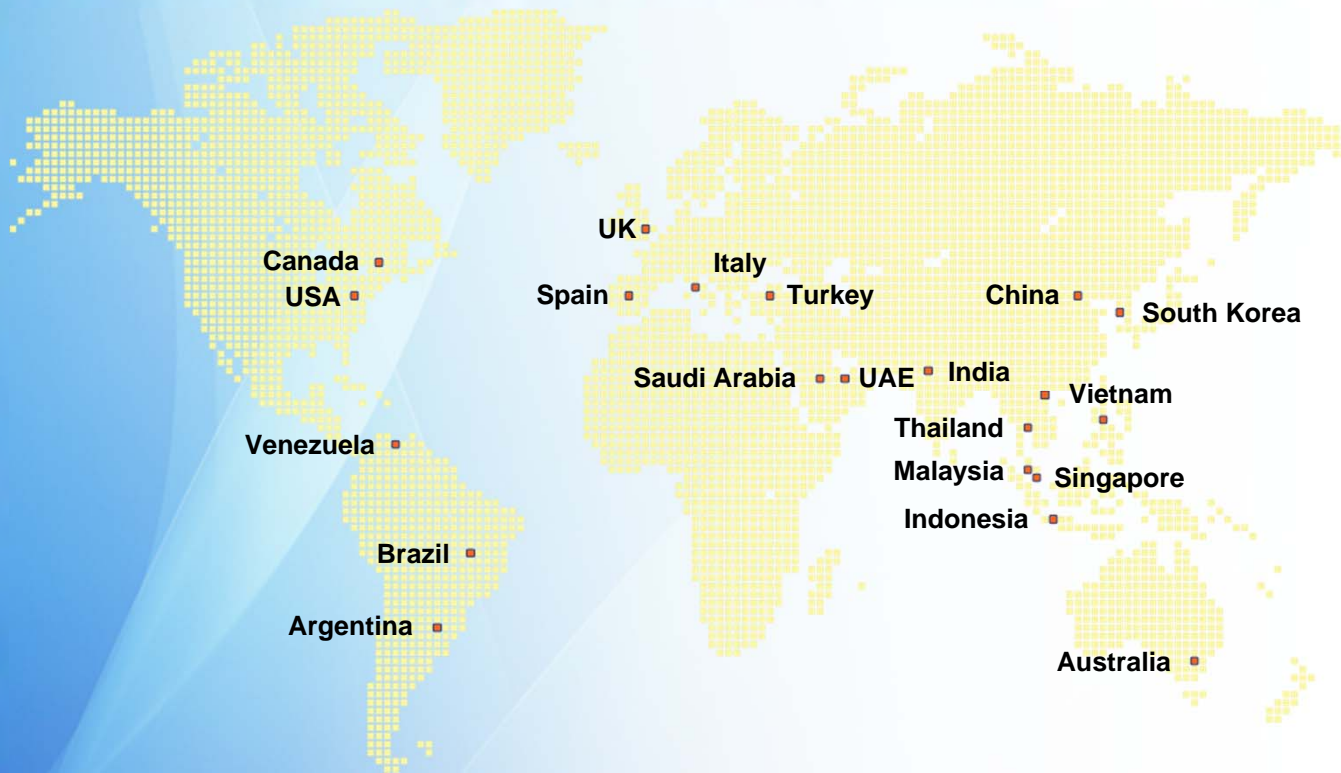 UK
Canada
Italy
USA
Spain
Turkey
China
South Korea
Saudi Arabia
UAE
India
Vietnam
Thailand
Venezuela
Malaysia
Singapore
Indonesia
Brazil
Argentina
Australia